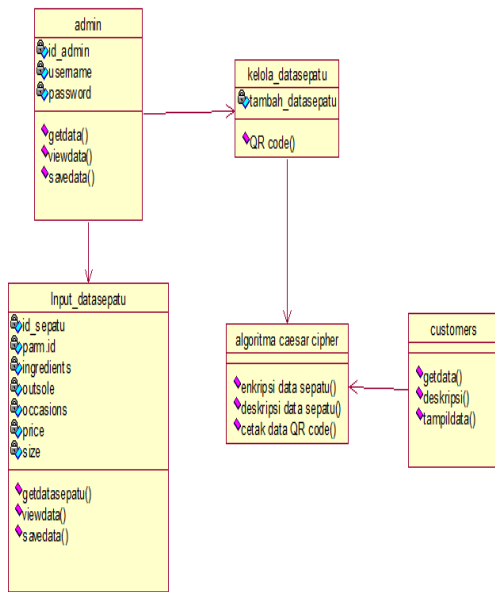 admin
id_admin
username
password
getdata()
viewdata()
savedata()
kelola_datasepatu
tambah_datasepatu
QR code()
Input_datasepatu
id_sepatu
parm.id
ingredients
outsole
occasions
price
size
getdatasepatu()
viewdata()
savedata()
algoritma caesar cipher
enkripsi data sepatu()
deskripsi data sepatu()
cetak data QR code()
customers
getdata()
deskripsi()
tampildata()